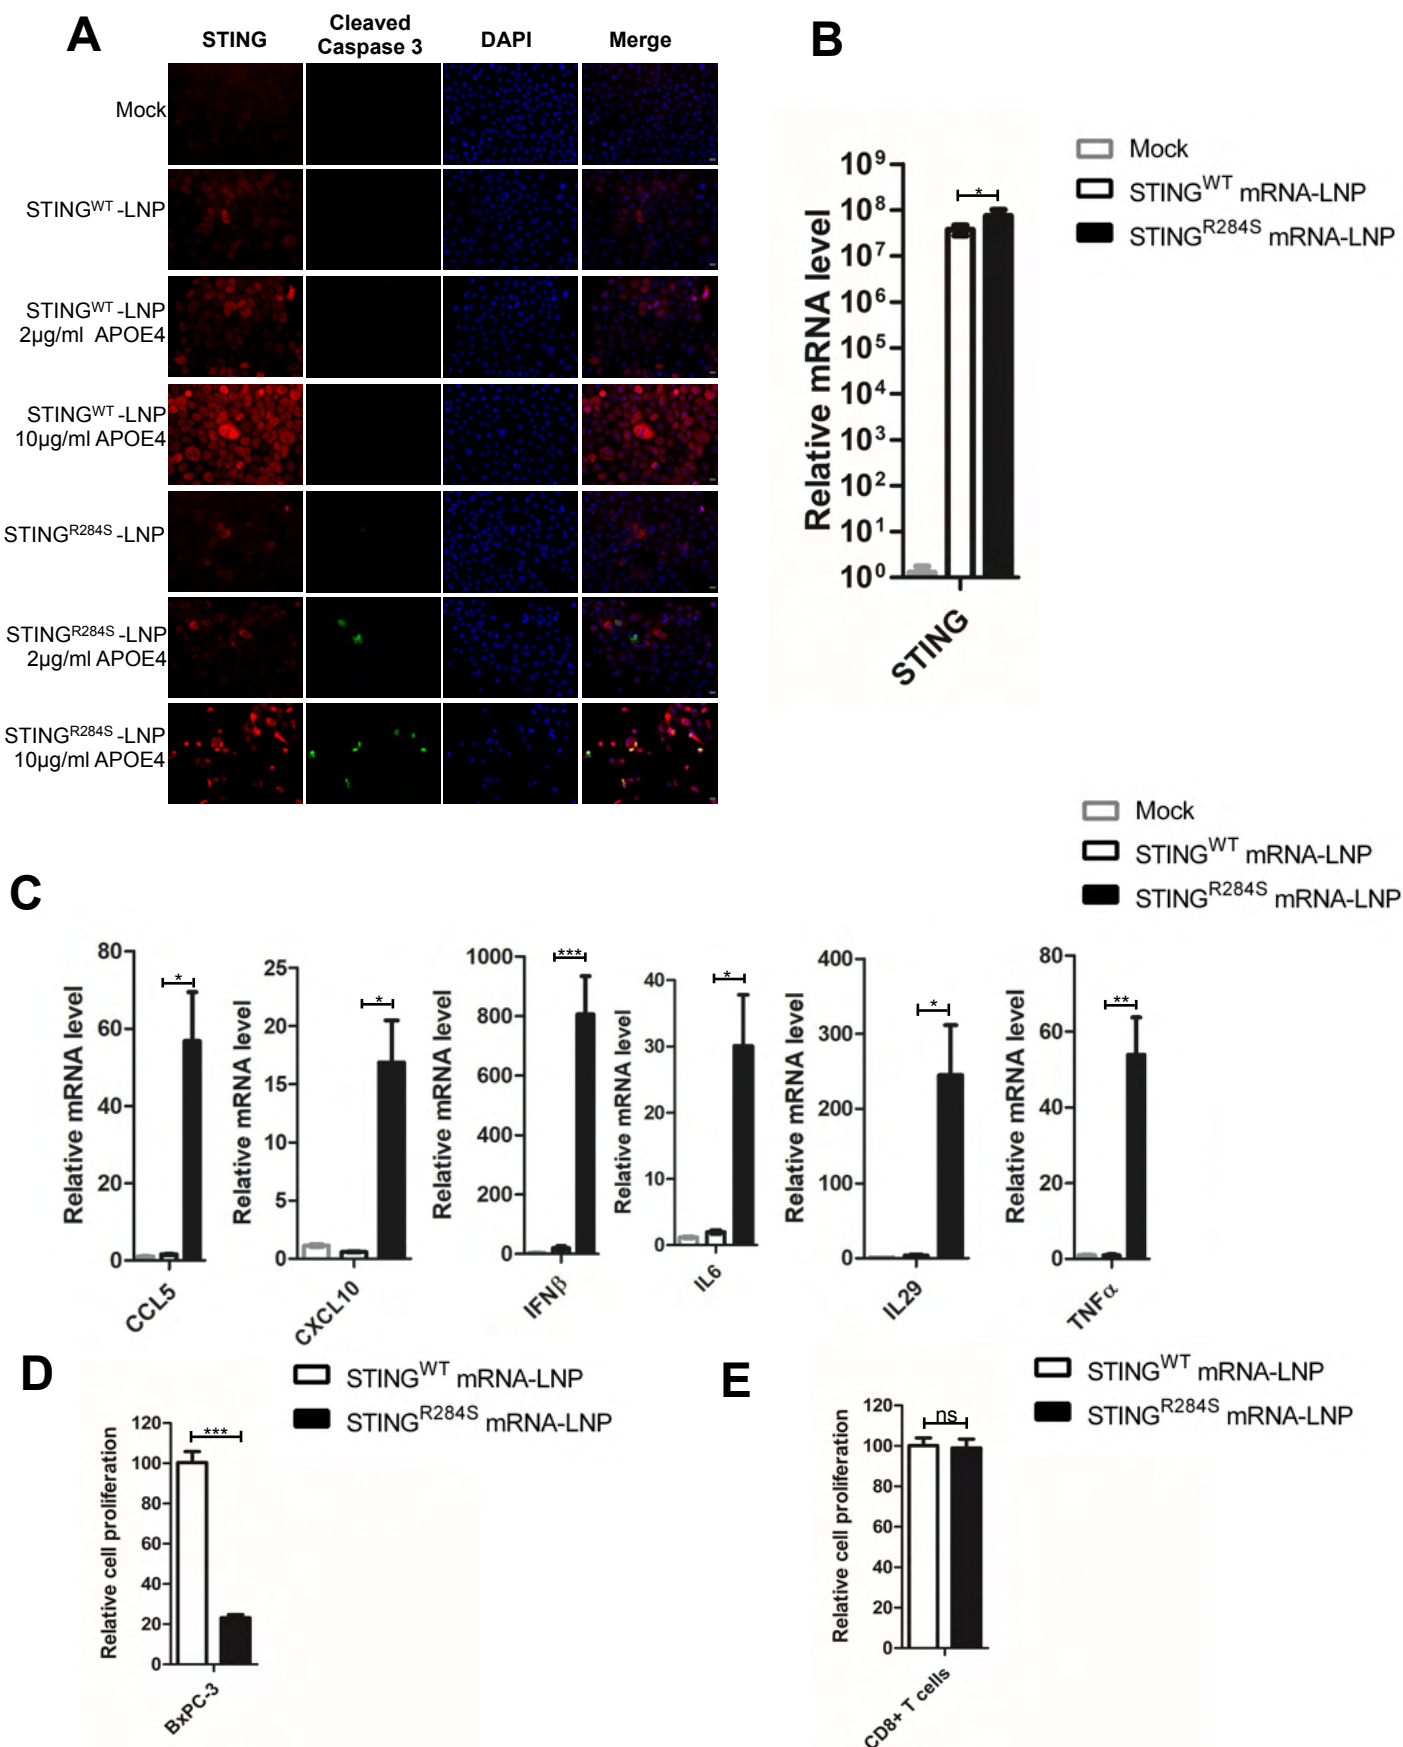 A
STING
Cleaved
Caspase 3
DAPI
Merge
Mock
STINGWT-LNP
STINGWT-LNP
2µg/ml APOE4
STINGWT-LNP
10µg/ml APOE4
STINGR284S-LNP
STINGR284S-LNP
2µg/ml APOE4
STINGR284S-LNP
10µg/ml APOE4
B
Relative mRNA level
10⁹
10⁸
10⁷
10⁶
10⁵
10⁴
10³
10²
10¹
10⁰
*
STING
Mock
STINGWT mRNA-LNP
STINGR284S mRNA-LNP
C
Mock
STINGWT mRNA-LNP
STINGR284S mRNA-LNP
Relative mRNA level
80
60
40
20
0
*
CCL5
Relative mRNA level
25
20
15
10
5
0
*
CXCL10
Relative mRNA level
1000
800
600
400
200
0
***
IFNβ
Relative mRNA level
40
30
20
10
0
*
IL6
Relative mRNA level
400
300
200
100
0
*
IL29
Relative mRNA level
80
60
40
20
0
**
TNFα
D
STINGWT mRNA-LNP
STINGR284S mRNA-LNP
Relative cell proliferation
120
100
80
60
40
20
0
***
BxPC-3
E
STINGWT mRNA-LNP
STINGR284S mRNA-LNP
Relative cell proliferation
120
100
80
60
40
20
0
ns
CD8+ T cells